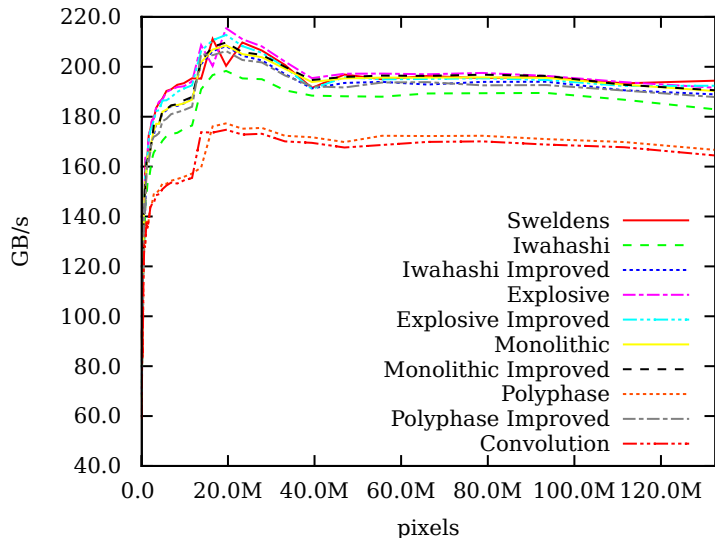 220.0
200.0
180.0
160.0
140.0
120.0
100.0
80.0
60.0
40.0
GB/s
Sweldens
Iwahashi
Iwahashi Improved
Explosive
Explosive Improved
Monolithic
Monolithic Improved
Polyphase
Polyphase Improved
Convolution
0.0 20.0M 40.0M 60.0M 80.0M 100.0M 120.0M
pixels